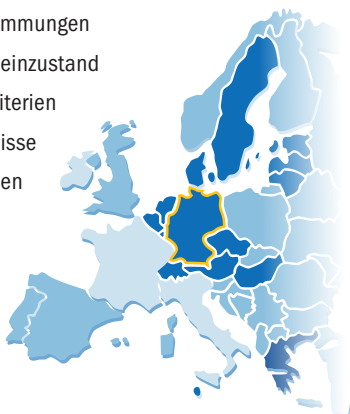 mmungen
einzustand
iterien
isse
en